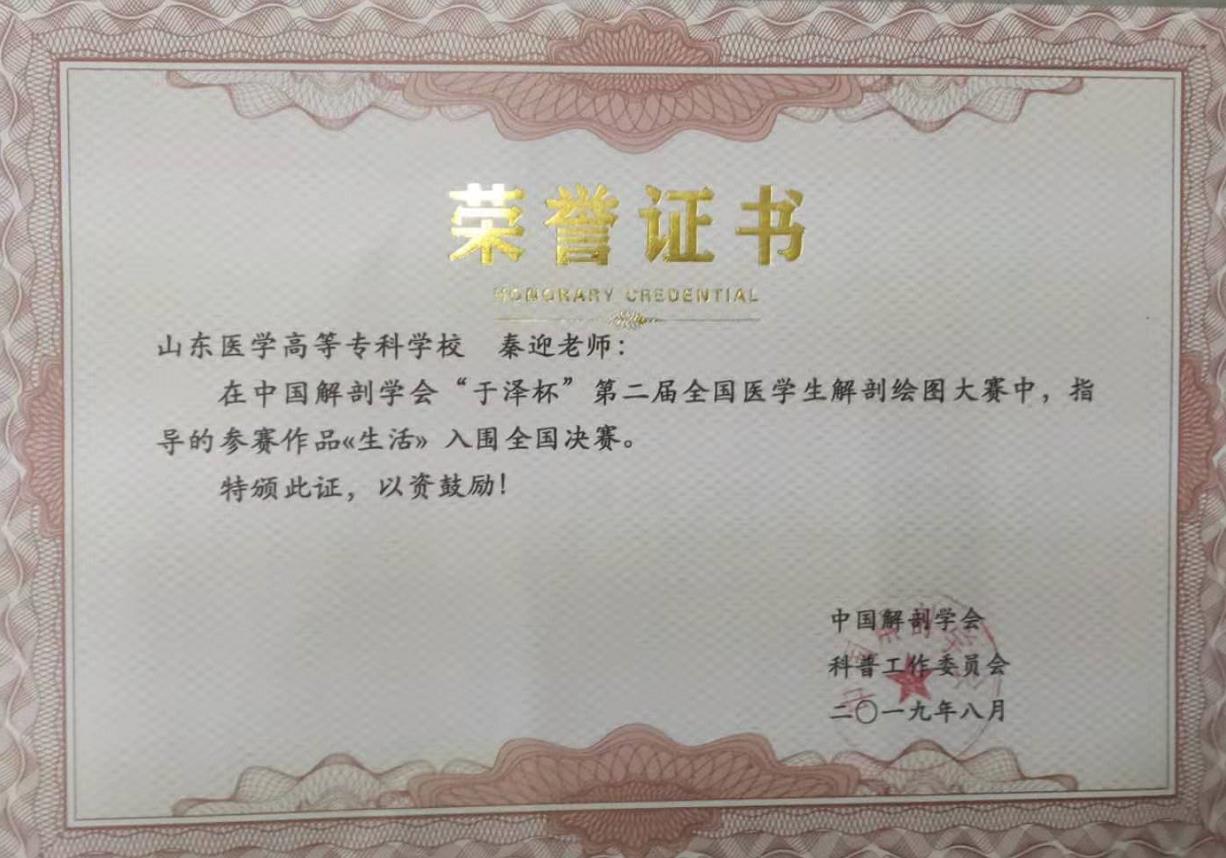 荣誉证书
HONORARY CREDENTIAL
山东医学高等专科学校 秦迎老师：
在中国解剖学会“于泽杯”第二届全国医学生解剖绘图大赛中，指
导的参赛作品《生活》入围全国决赛。
特颁此证，以资鼓励！
中国解剖学会
科普工作委员会
二〇一九年八月